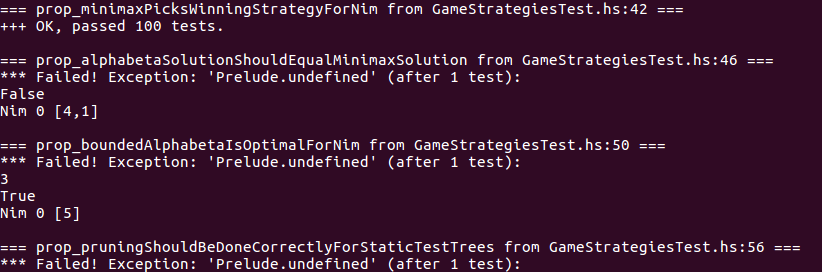 === prop_minimaxPicksWinningStrategyForNim from GameStrategiesTest.hs:42 ===
+++ OK, passed 100 tests.
=== prop_alphabetaSolutionShouldEqualMinimaxSolution from GameStrategiesTest.hs:46 ===
*** Failed! Exception: 'Prelude.undefined' (after 1 test):
False
Nim 0 [4,1]
=== prop_boundedAlphabetaIsOptimalForNim from GameStrategiesTest.hs:50 ===
*** Failed! Exception: 'Prelude.undefined' (after 1 test):
3
True
Nim 0 [5]
=== prop_pruningShouldBeDoneCorrectlyForStaticTestTrees from GameStrategiesTest.hs:56 ===
*** Failed! Exception: 'Prelude.undefined' (after 1 test):